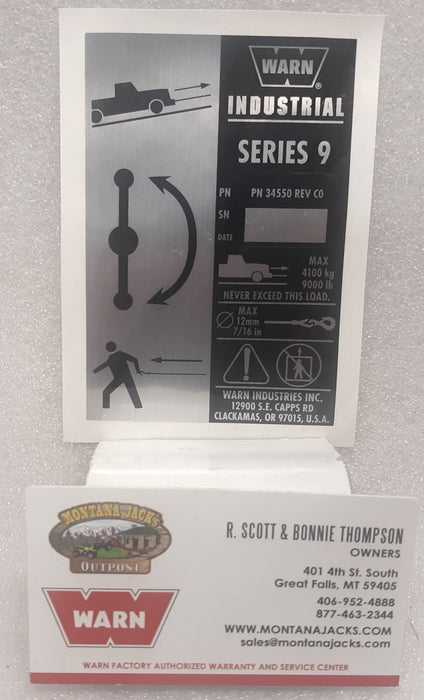 WARN
®
INDUSTRIAL
SERIES 9
PN PN 34550 REV C0
SN
DATE
MAX
4100 kg
9000 lb
NEVER EXCEED THIS LOAD.
MAX
12mm
7/16 in
WARN INDUSTRIES INC.
12900 S.E. CAPPS RD
CLACKAMAS, OR 97015, U.S.A.
MONTANA JACK'S
OUTPOST
WARN
R. SCOTT & BONNIE THOMPSON
OWNERS
401 4th St. South
Great Falls, MT 59405
406-952-4888
877-463-2344
WWW.MONTANAJACKS.COM
sales@montanajacks.com
WARN FACTORY AUTHORIZED WARRANTY AND SERVICE CENTER